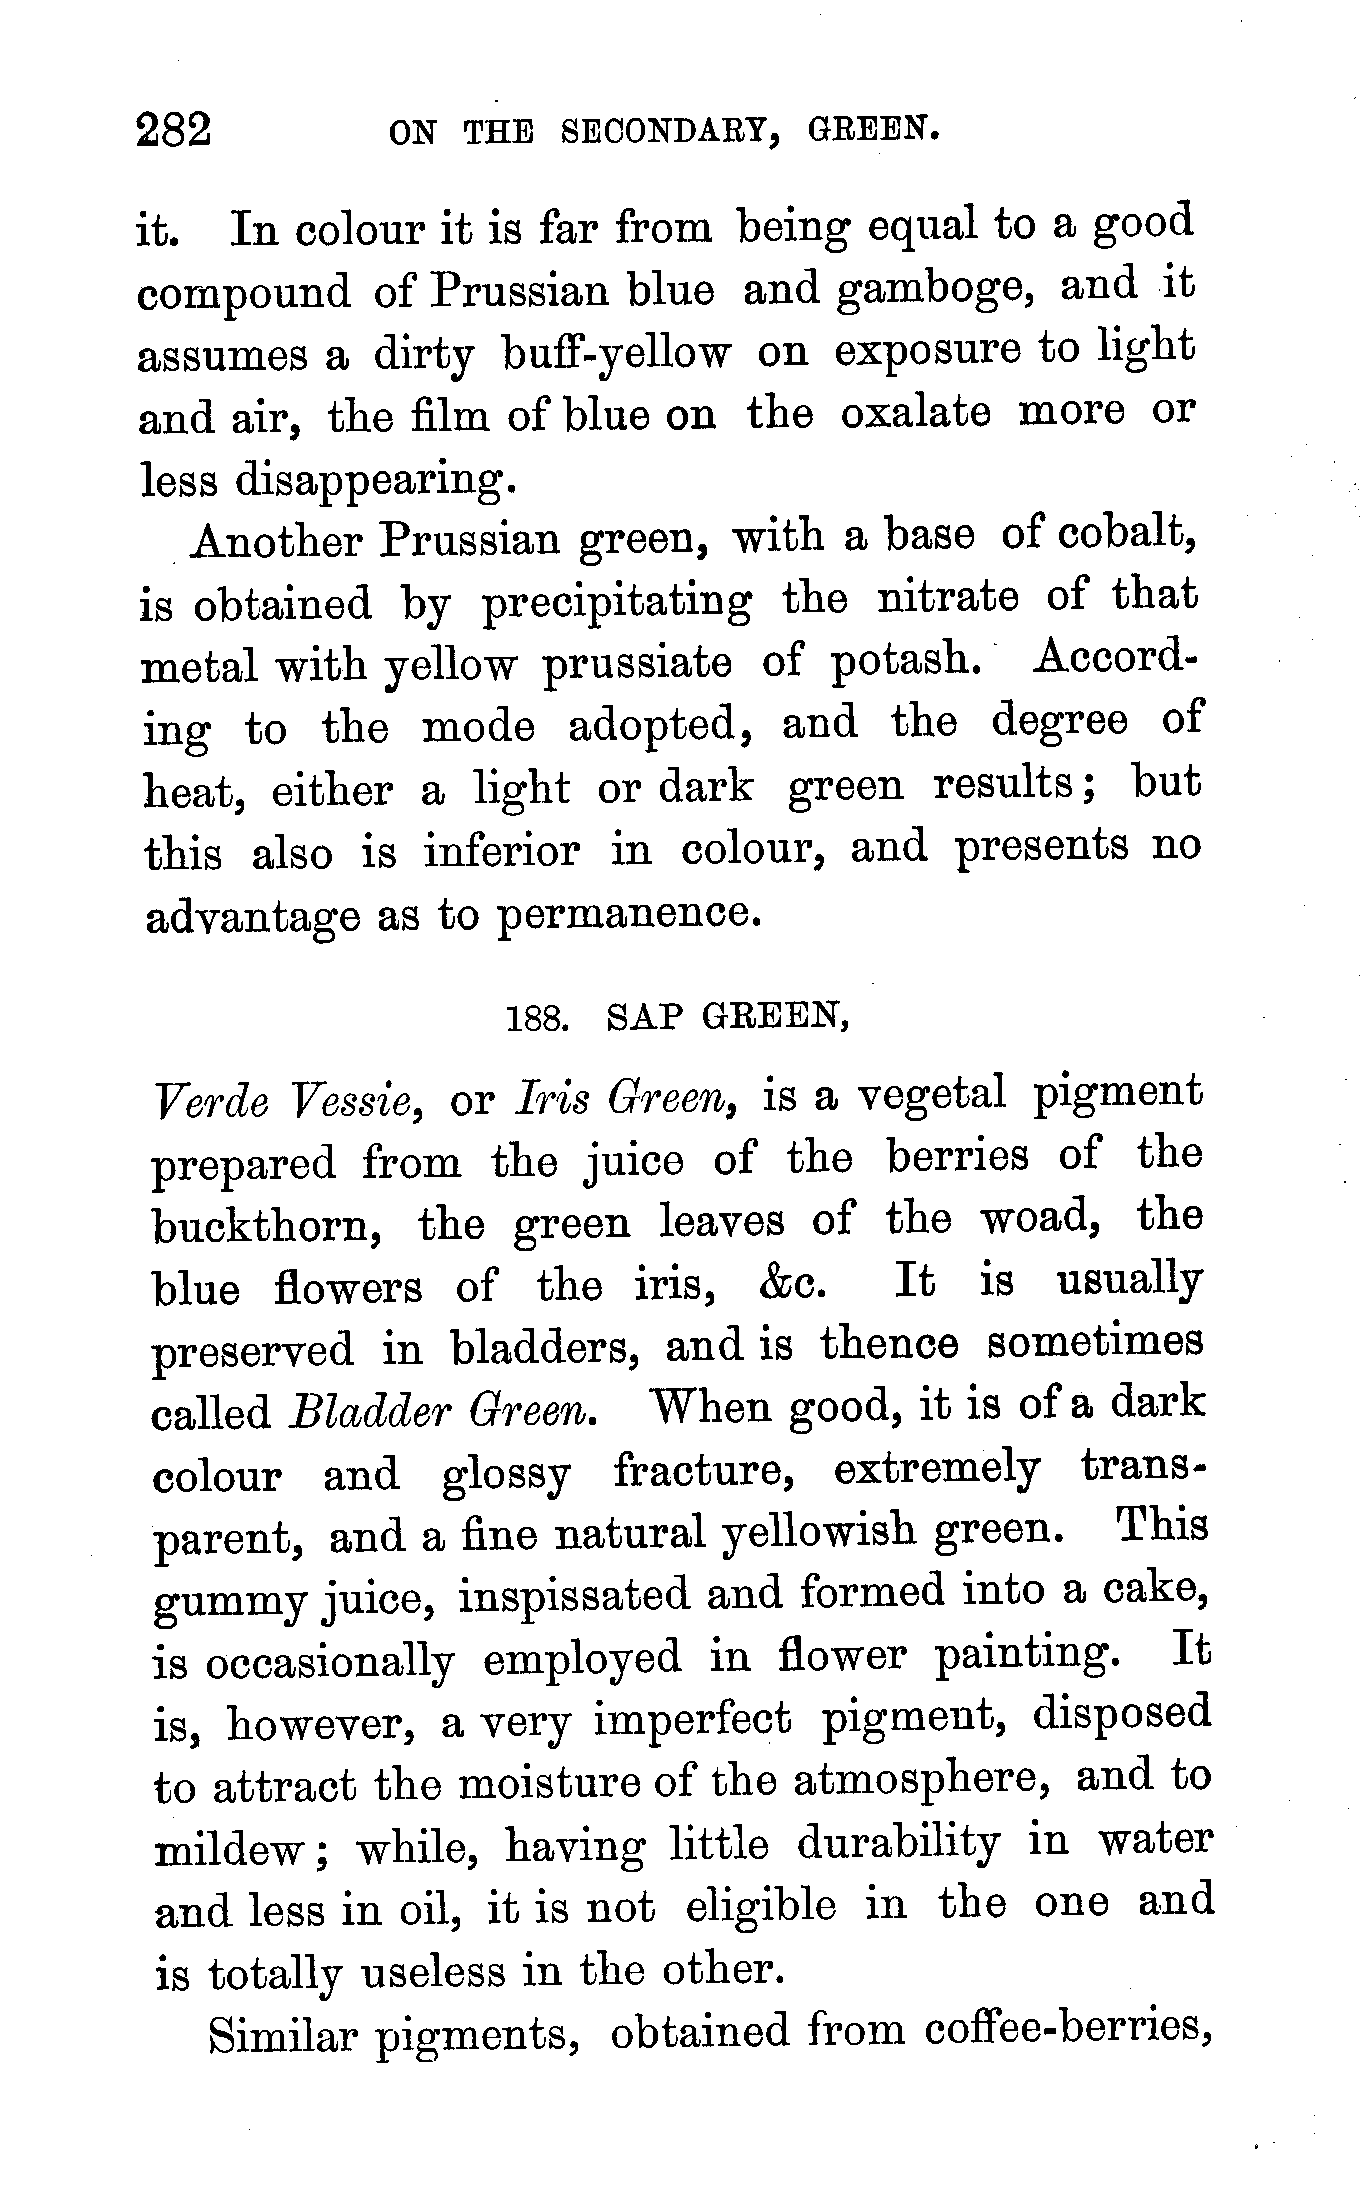 282 ON THE SECONDARY, GREEN.
it. In colour it is far from being equal to a good
compound of Prussian blue and gamboge, and it
assumes a dirty buff-yellow on exposure to light
and air, the film of blue on the oxalate more or
less disappearing.
Another Prussian green, with a base of cobalt,
is obtained by precipitating the nitrate of that
metal with yellow prussiate of potash. Accord-
ing to the mode adopted, and the degree of
heat, either a light or dark green results; but
this also is inferior in colour, and presents no
advantage as to permanence.
188. SAP GREEN,
Verde Vessie, or Iris Green, is a vegetal pigment
prepared from the juice of the berries of the
buckthorn, the green leaves of the woad, the
blue flowers of the iris, &c. It is usually
preserved in bladders, and is thence sometimes
called Bladder Green. When good, it is of a dark
colour and glossy fracture, extremely trans-
parent, and a fine natural yellowish green. This
gummy juice, inspissated and formed into a cake,
is occasionally employed in flower painting. It
is, however, a very imperfect pigment, disposed
to attract the moisture of the atmosphere, and to
mildew; while, having little durability in water
and less in oil, it is not eligible in the one and
is totally useless in the other.
Similar pigments, obtained from coffee-berries,